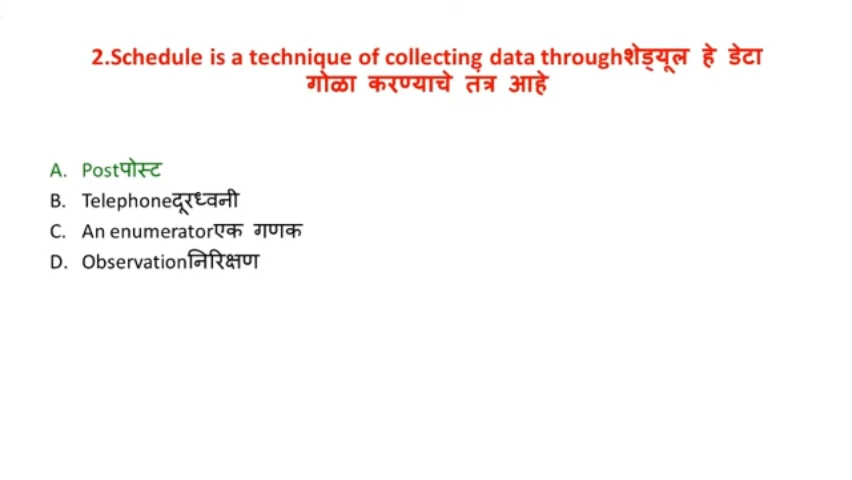 2.Schedule is a technique of collecting data throughशेड्यूल हे डेटा
गोळा करण्याचे तंत्र आहे
A. Postपोस्ट
B. Telephoneदूरध्वनी
C. An enumeratorएक गणक
D. Observationनिरिक्षण